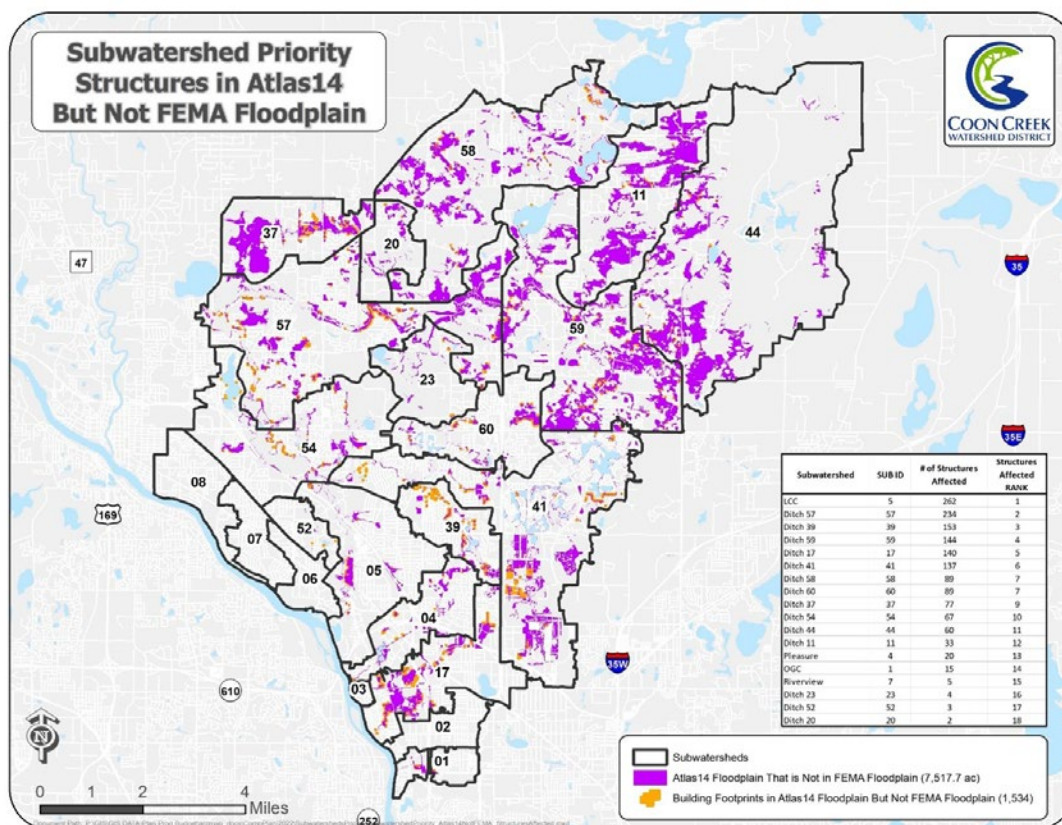 Subwatershed Priority
Structures in Atlas14
But Not FEMA Floodplain
COON CREEK
WATERSHED DISTRICT
58
11
44
37
20
47
35
57
59
23
60
35E
54
08
41
169
52
39
07
05
06
04
35W
17
03
610
02
01
N
252
Subwatershed SUB ID # of Structures Affected Structures Affected RANK
LCC 5 262 1
Ditch 57 57 234 2
Ditch 39 39 153 3
Ditch 59 59 144 4
Ditch 17 17 140 5
Ditch 41 41 137 6
Ditch 58 58 89 7
Ditch 60 60 89 7
Ditch 37 37 77 9
Ditch 54 54 67 10
Ditch 44 44 60 11
Ditch 11 11 33 12
Pleasure 4 20 13
OGC 1 15 14
Riverview 7 5 15
Ditch 23 23 4 16
Ditch 52 52 3 17
Ditch 20 20 2 18
Subwatersheds
Atlas14 Floodplain That is Not in FEMA Floodplain (7,517.7 ac)
Building Footprints in Atlas14 Floodplain But Not FEMA Floodplain (1,534)
0 2 4
Miles